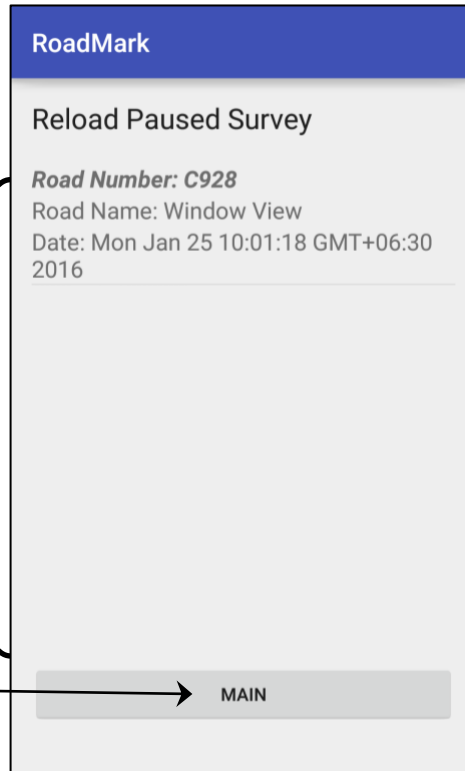 RoadMark
Reload Paused Survey
Road Number: C928
Road Name: Window View
Date: Mon Jan 25 10:01:18 GMT+06:30
2016
MAIN